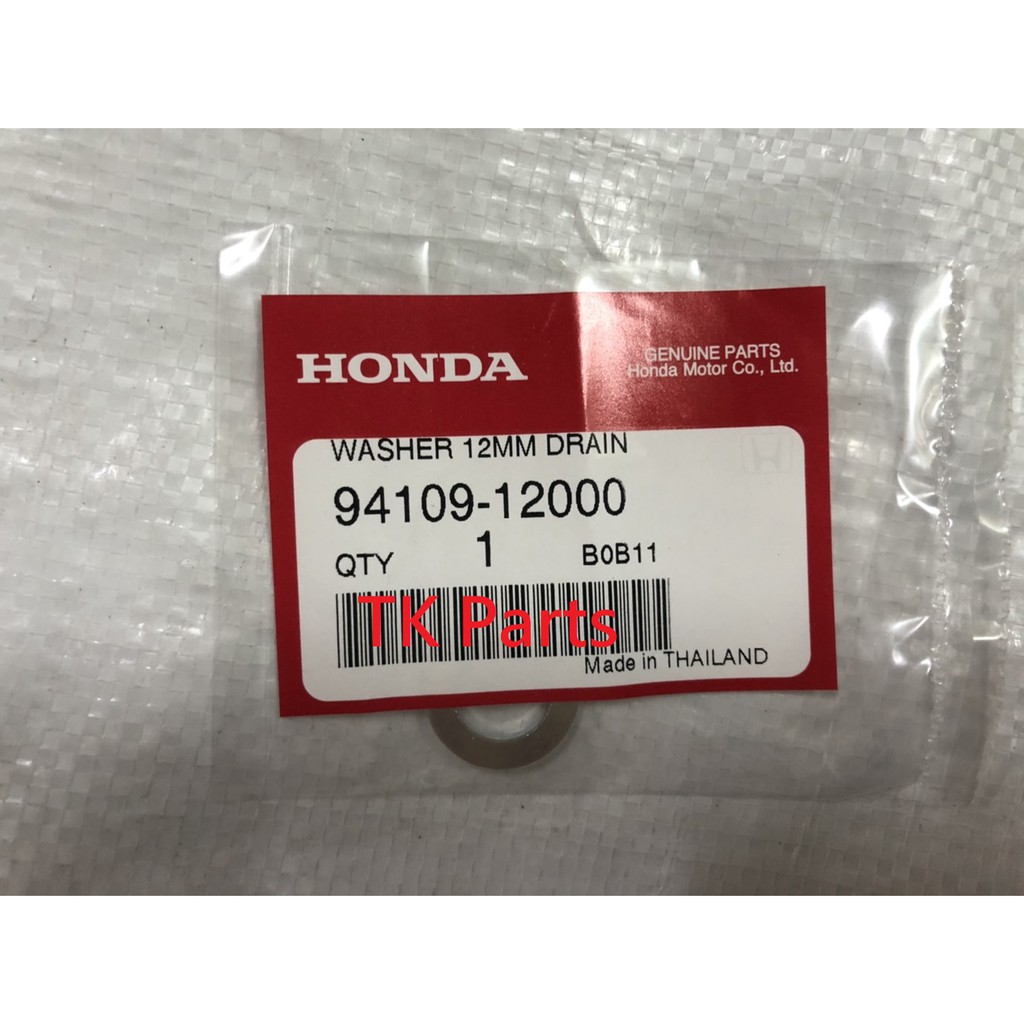 HONDA
GENUINE PARTS
Honda Motor Co., Ltd.
WASHER 12MM DRAIN
94109-12000
QTY 1 B0B11
TK Parts
Made in THAILAND